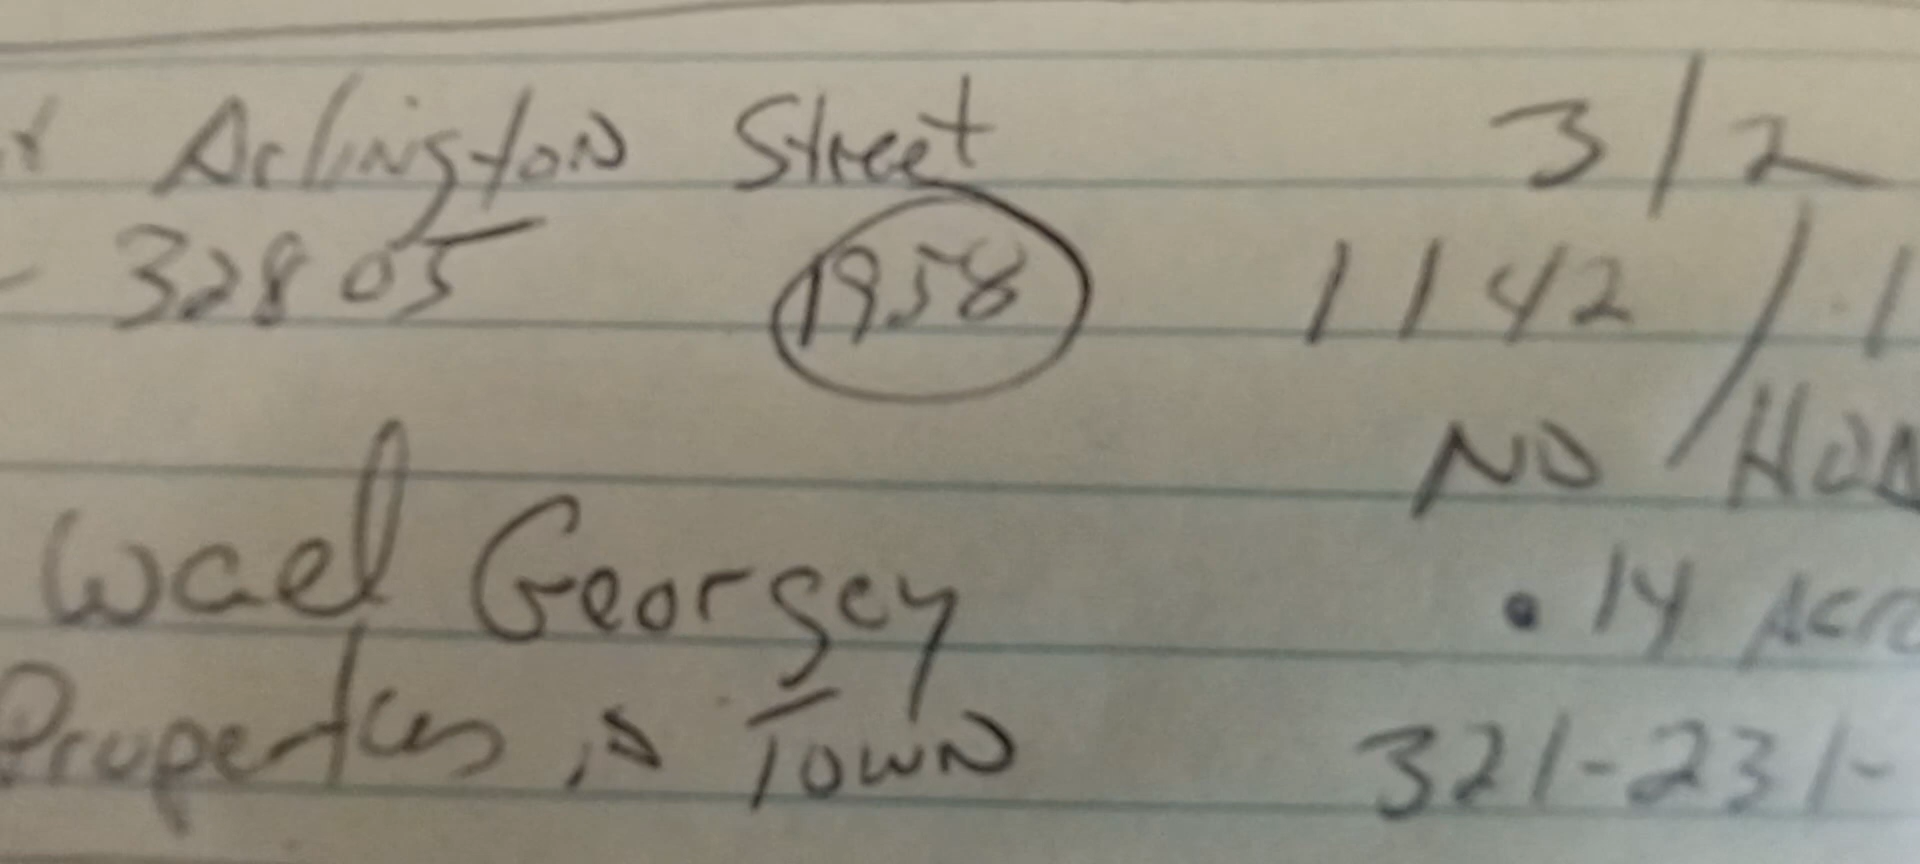 Arlington Street 3/2
32805 1958 1142 / .1
NO HOA
Wael Georgey .14 Acre
Properties in Town 321-231-